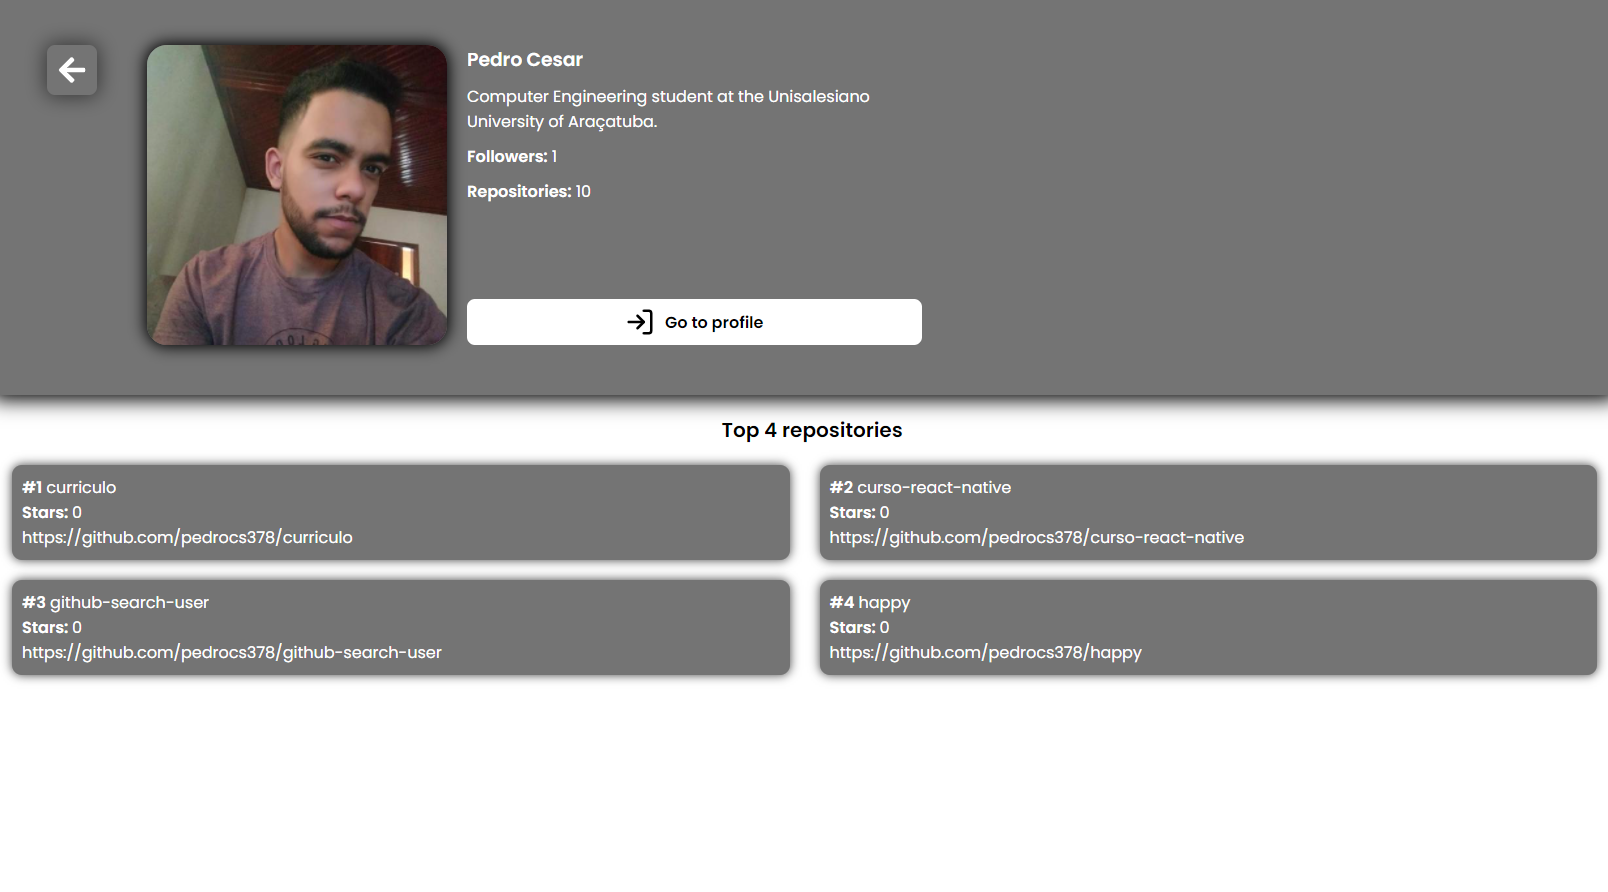 Pedro Cesar
Computer Engineering student at the Unisalesiano
University of Araçatuba.
Followers: 1
Repositories: 10
Go to profile
Top 4 repositories
#1 curriculo
Stars: 0
https://github.com/pedrocs378/curriculo
#2 curso-react-native
Stars: 0
https://github.com/pedrocs378/curso-react-native
#3 github-search-user
Stars: 0
https://github.com/pedrocs378/github-search-user
#4 happy
Stars: 0
https://github.com/pedrocs378/happy